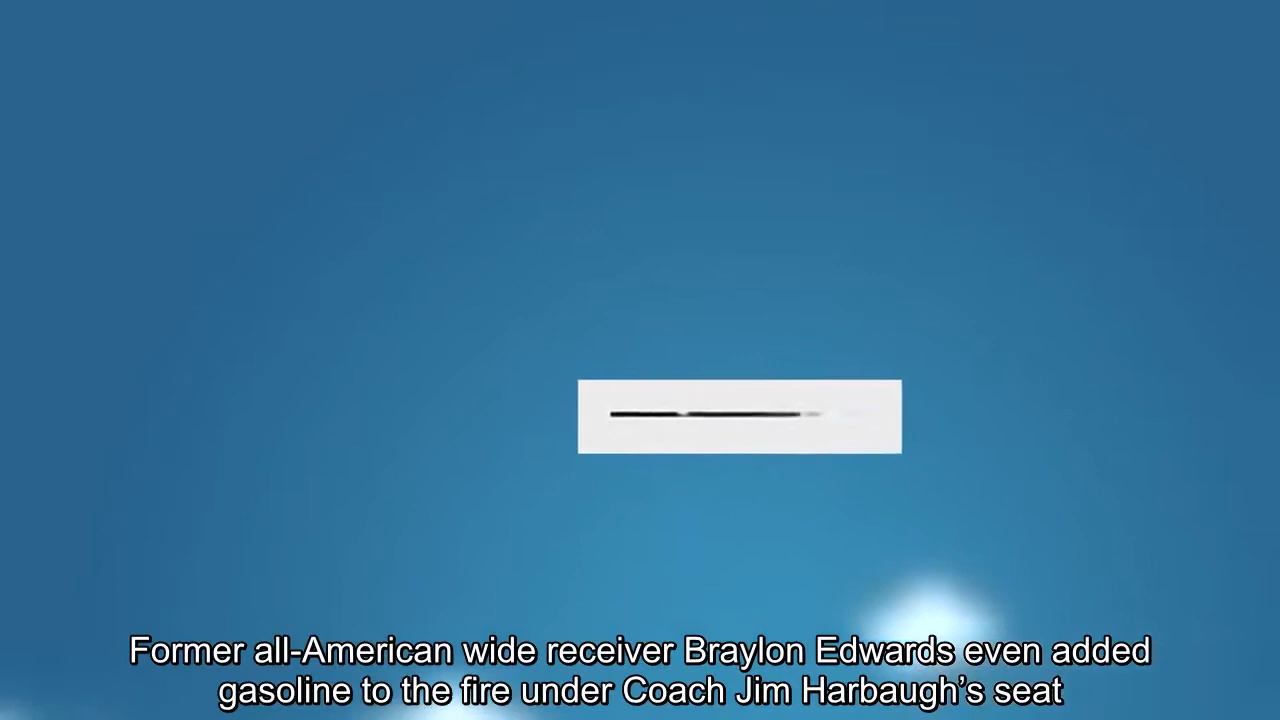 Former all-American wide receiver Braylon Edwards even added
gasoline to the fire under Coach Jim Harbaugh’s seat